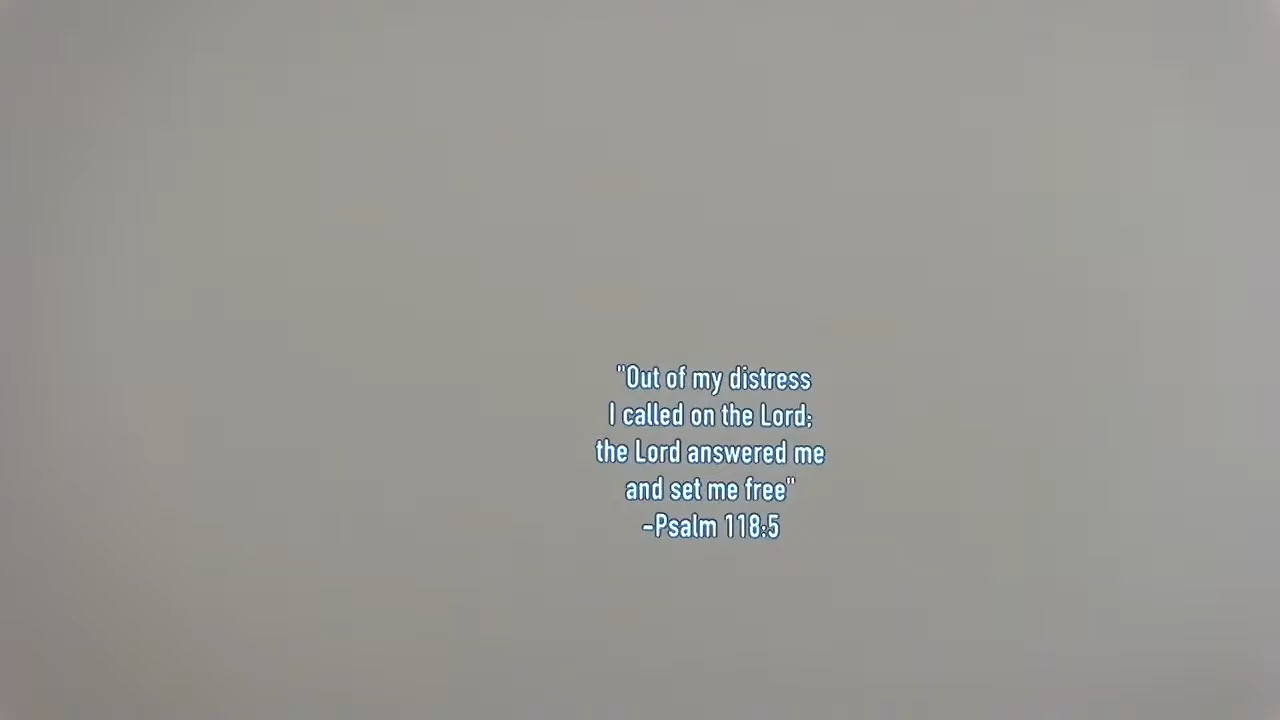 "Out of my distress
I called on the Lord;
the Lord answered me
and set me free"
-Psalm 118:5